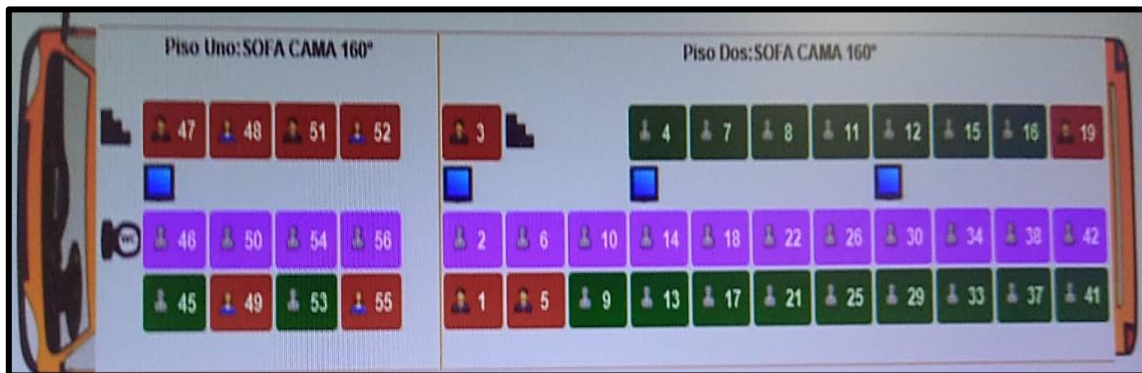 Piso Uno: SOFA CAMA 160° Piso Dos: SOFA CAMA 160°
47 48 51 52 3 4 7 8 11 12 15 16 19
WC 46 50 54 56 2 6 10 14 18 22 26 30 34 38 42
45 49 53 55 1 5 9 13 17 21 25 29 33 37 41